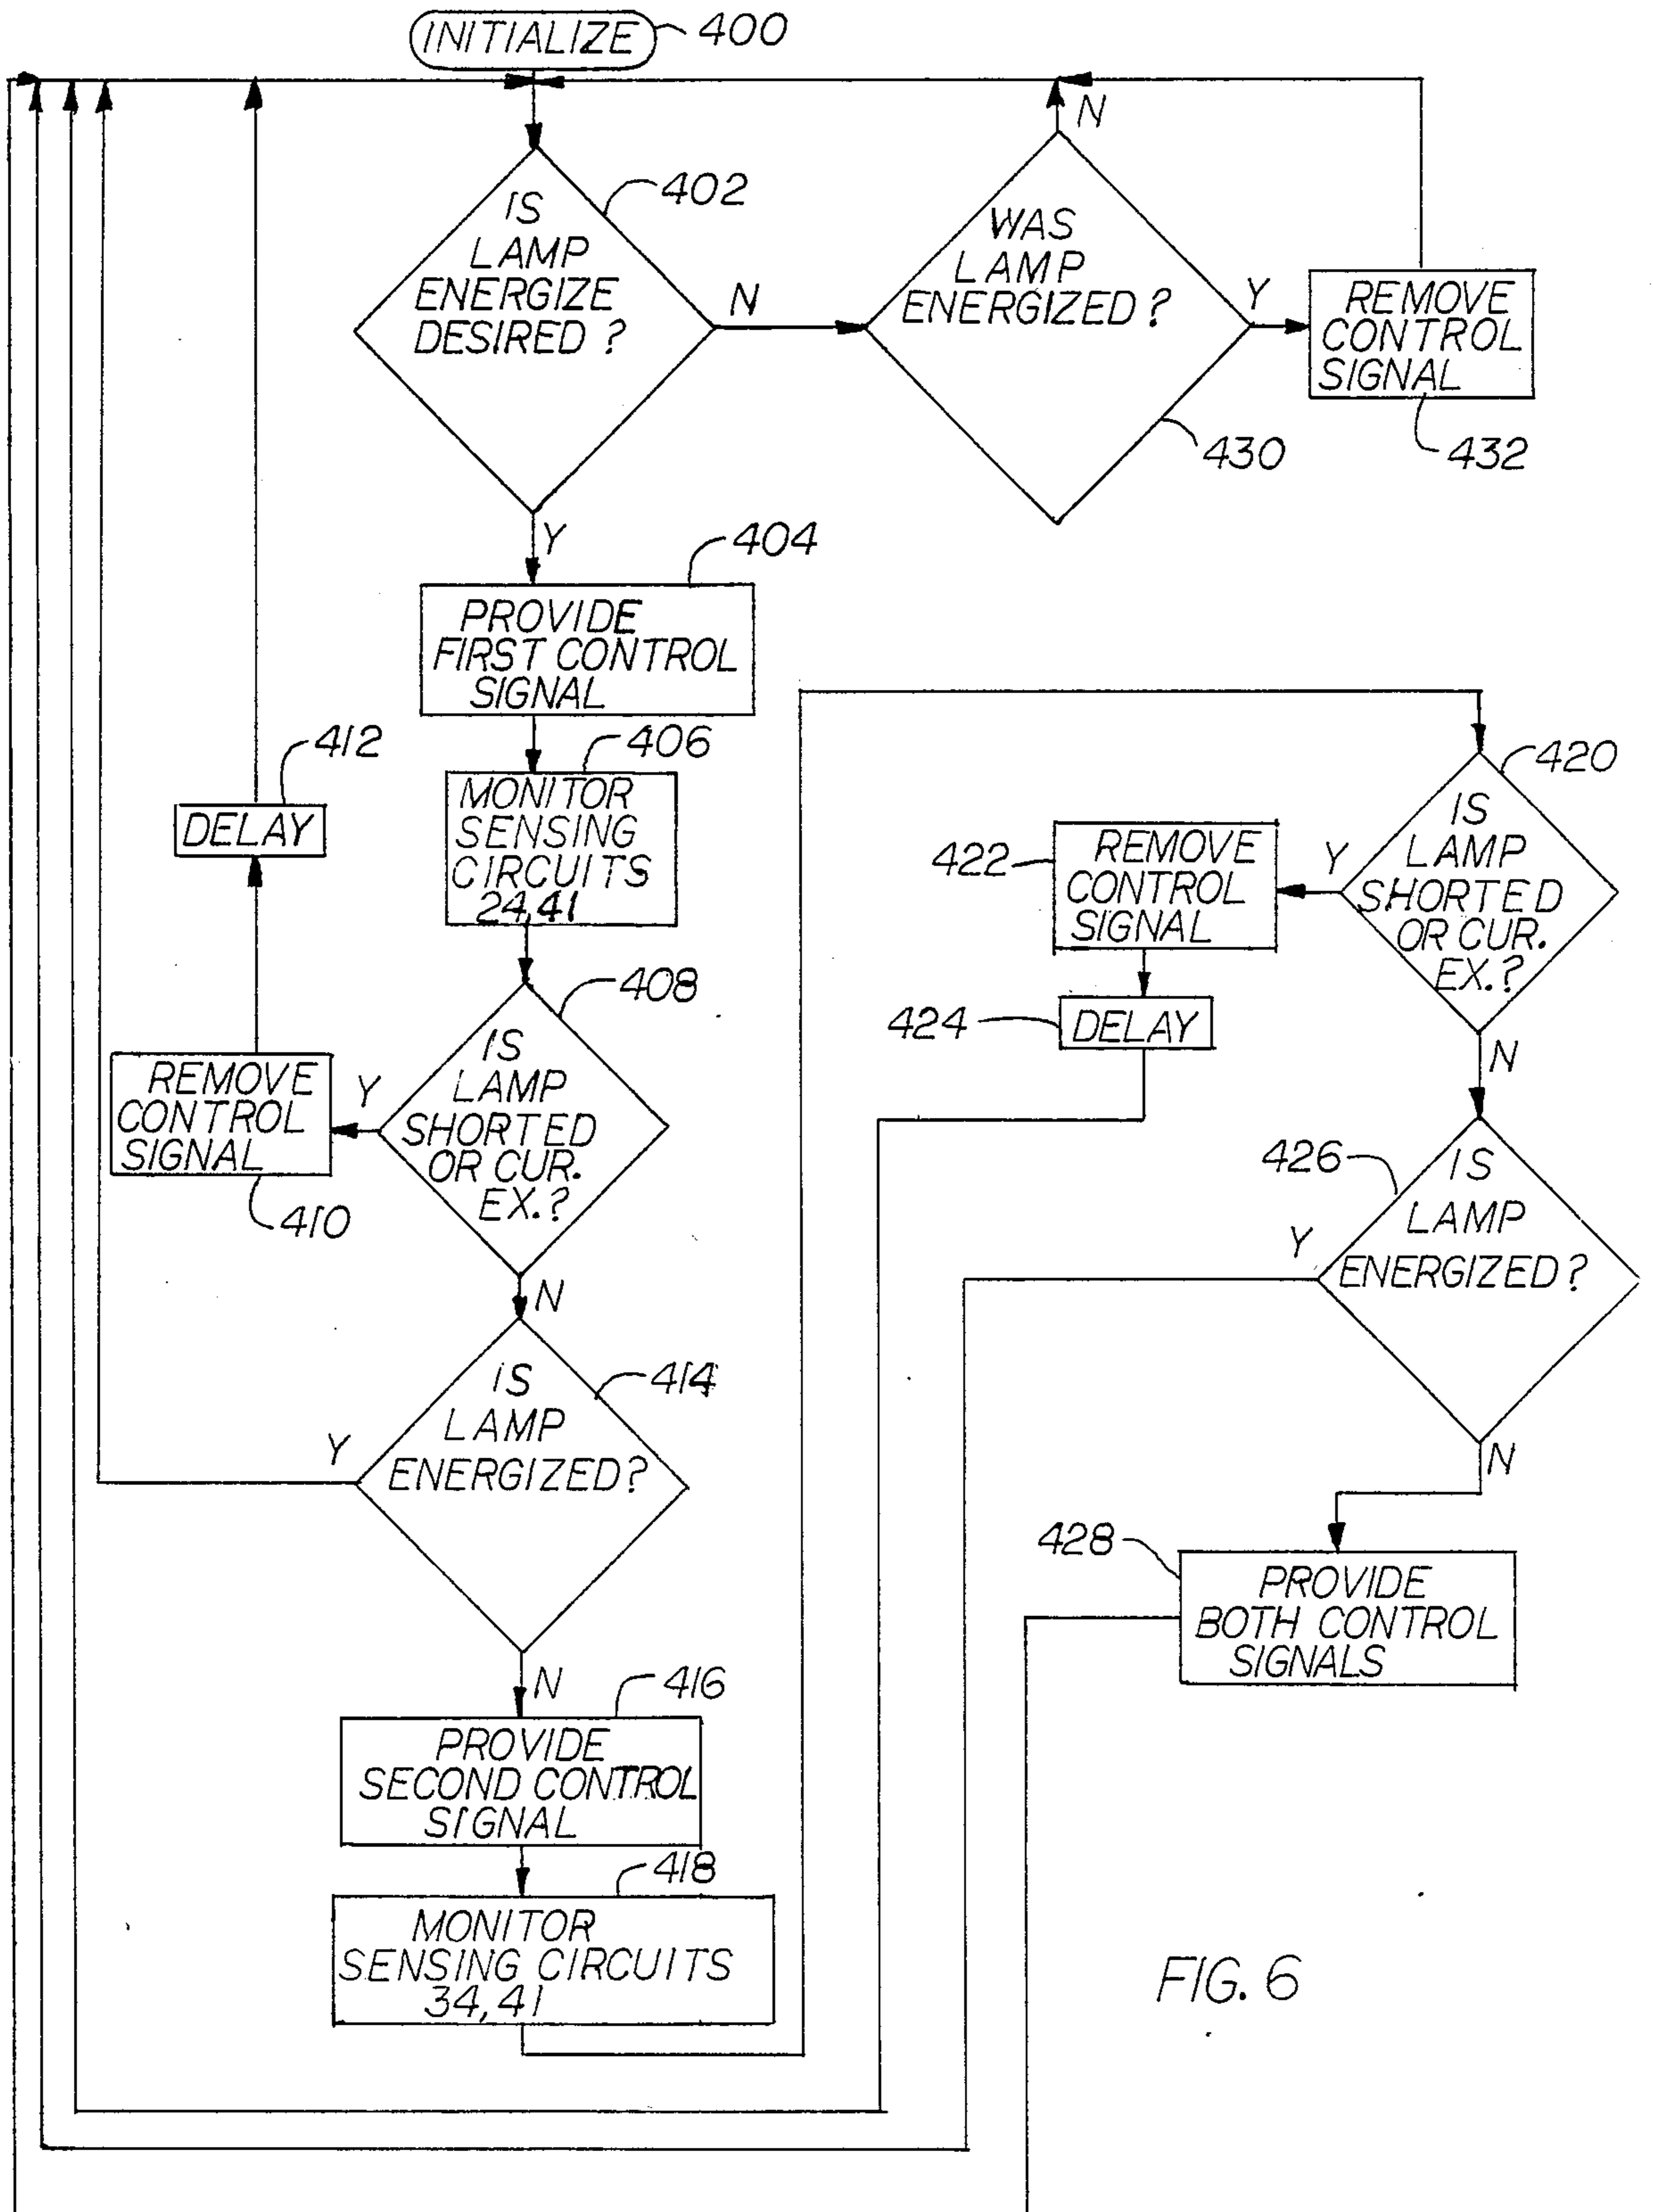 INITIALIZE
400
IS
LAMP
ENERGIZE
DESIRED ?
402
N
Y
WAS
LAMP
ENERGIZED ?
430
N
Y
REMOVE
CONTROL
SIGNAL
432
PROVIDE
FIRST CONTROL
SIGNAL
404
MONITOR
SENSING
CIRCUITS
24,41
406
IS
LAMP
SHORTED
OR CUR.
EX.?
408
Y
N
REMOVE
CONTROL
SIGNAL
410
DELAY
412
IS
LAMP
ENERGIZED?
414
Y
N
PROVIDE
SECOND CONTROL
SIGNAL
416
MONITOR
SENSING CIRCUITS
34,41
418
IS
LAMP
SHORTED
OR CUR.
EX.?
420
Y
N
REMOVE
CONTROL
SIGNAL
422
DELAY
424
IS
LAMP
ENERGIZED?
426
Y
N
PROVIDE
BOTH CONTROL
SIGNALS
428
FIG. 6